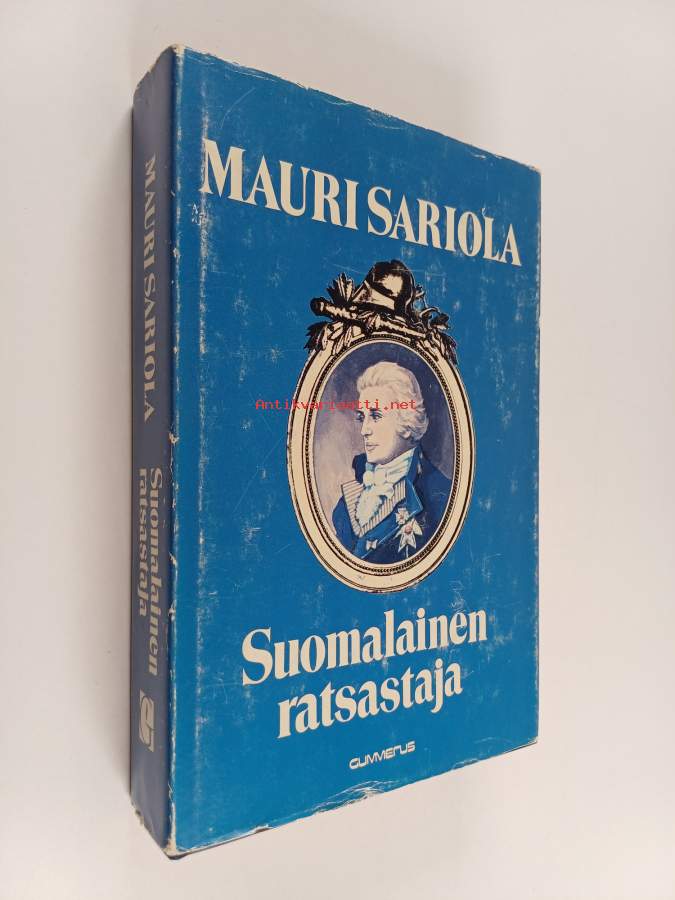 MAURI SARIOLA
Suomalainen
ratsastaja
GUMMERUS
MAURI SARIOLA
Suomalainen
ratsastaja
Antikvariaatti.net